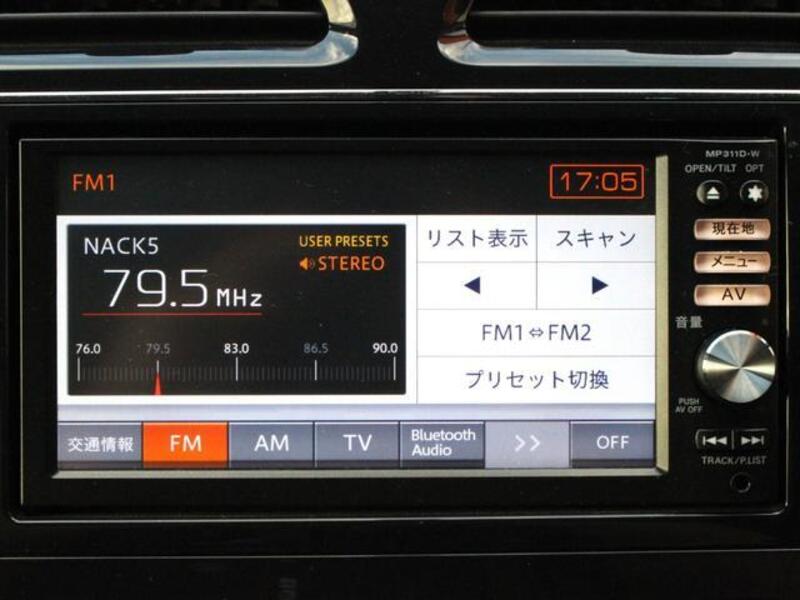 FM1
17:05
NACK5
USER PRESETS
STEREO
79.5 MHz
76.0 79.5 83.0 86.5 90.0
リスト表示 スキャン
◀ ▶
FM1⇔FM2
プリセット切換
交通情報 FM AM TV Bluetooth Audio >> OFF
MP311D-W
OPEN/TILT OPT
現在地
メニュー
AV
音量
PUSH
AV OFF
TRACK/P.LIST